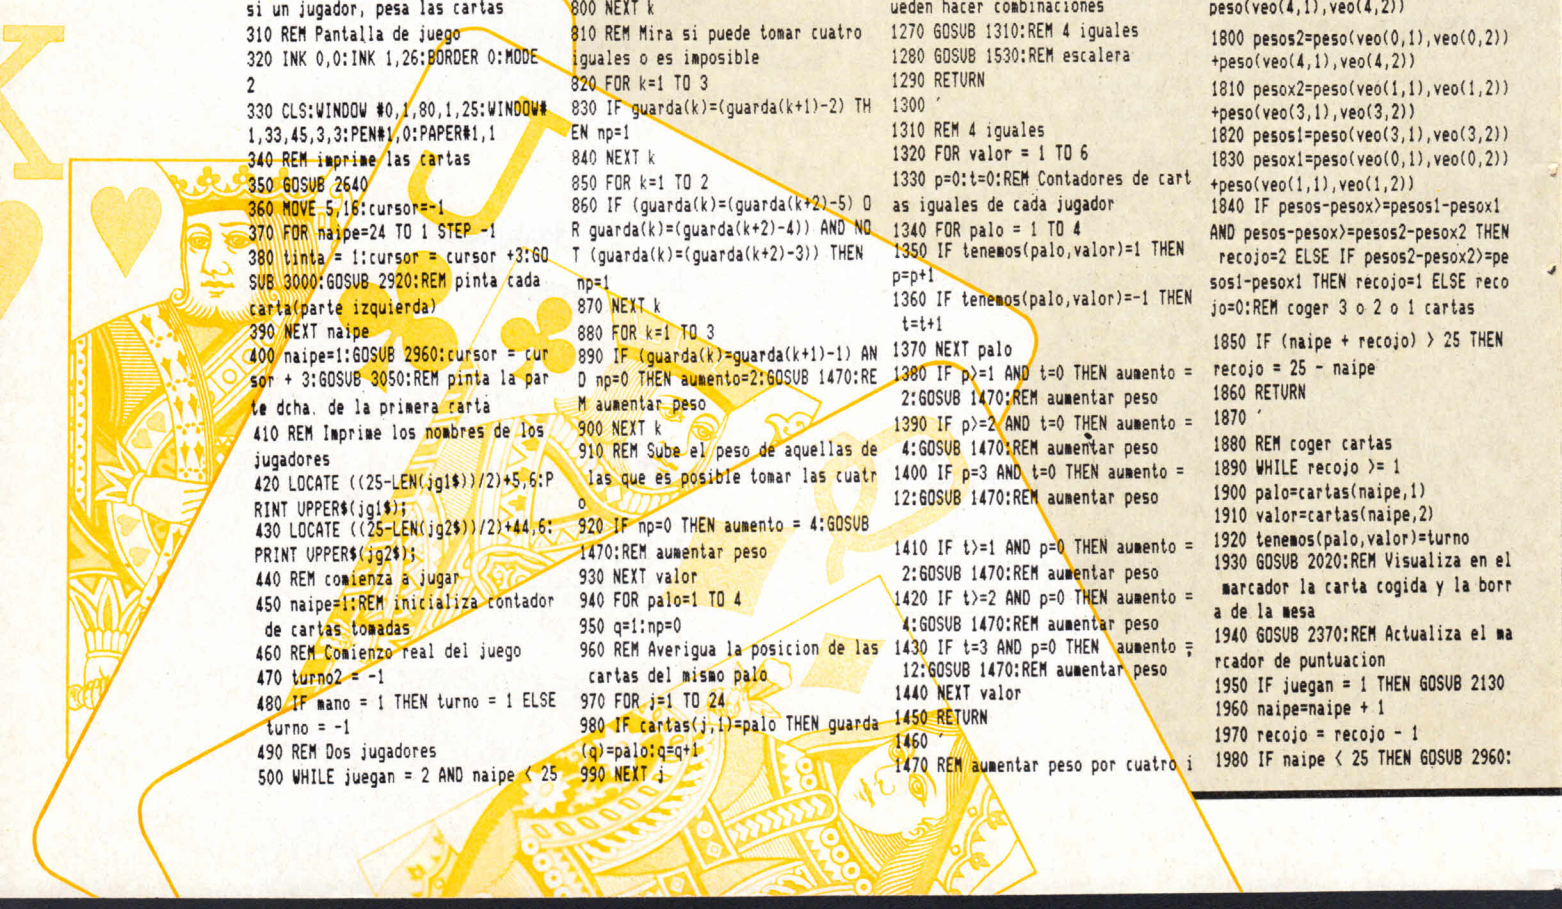 si un jugador, pesa las cartas
310 REM Pantalla de juego
320 INK 0,0:INK 1,26:BORDER 0:MODE
2
330 CLS:WINDOW #0,1,80,1,25:WINDOW#
1,33,45,3,3:PEN#1,0:PAPER#1,1
340 REM imprime las cartas
350 GOSUB 2640
360 MOVE 5,16:cursor=-1
370 FOR naipe=24 TO 1 STEP -1
380 tinta = 1:cursor = cursor +3:GO
SUB 3000:GOSUB 2920:REM pinta cada
carta(parte izquierda)
390 NEXT naipe
400 naipe=1:GOSUB 2960:cursor = cur
sor + 3:GOSUB 3050:REM pinta la par
te dcha. de la primera carta
410 REM Imprime los nombres de los
jugadores
420 LOCATE ((25-LEN(jg1$))/2)+5,6:P
RINT UPPER$(jg1$);
430 LOCATE ((25-LEN(jg2$))/2)+44,6:
PRINT UPPER$(jg2$);
440 REM comienza a jugar
450 naipe=1:REM inicializa contador
de cartas tomadas
460 REM Comienzo real del juego
470 turno2 = -1
480 IF mano = 1 THEN turno = 1 ELSE
turno = -1
490 REM Dos jugadores
500 WHILE juegan = 2 AND naipe < 25
800 NEXT k
810 REM Mira si puede tomar cuatro
iguales o es imposible
820 FOR k=1 TO 3
830 IF guarda(k)=(guarda(k+1)-2) TH
EN np=1
840 NEXT k
850 FOR k=1 TO 2
860 IF (guarda(k)=(guarda(k+2)-5) O
R guarda(k)=(guarda(k+2)-4)) AND NO
T (guarda(k)=(guarda(k+2)-3)) THEN
np=1
870 NEXT k
880 FOR k=1 TO 3
890 IF (guarda(k)=guarda(k+1)-1) AN
D np=0 THEN aumento=2:GOSUB 1470:RE
M aumentar peso
900 NEXT k
910 REM Sube el peso de aquellas de
las que es posible tomar las cuatr
o
920 IF np=0 THEN aumento = 4:GOSUB
1470:REM aumentar peso
930 NEXT valor
940 FOR palo=1 TO 4
950 q=1:np=0
960 REM Averigua la posicion de las
cartas del mismo palo
970 FOR j=1 TO 24
980 IF cartas(j,1)=palo THEN guarda
(q)=palo:q=q+1
990 NEXT j
ueden hacer combinaciones
1270 GOSUB 1310:REM 4 iguales
1280 GOSUB 1530:REM escalera
1290 RETURN
1300 '
1310 REM 4 iguales
1320 FOR valor = 1 TO 6
1330 p=0:t=0:REM Contadores de cart
as iguales de cada jugador
1340 FOR palo = 1 TO 4
1350 IF tenemos(palo,valor)=1 THEN
p=p+1
1360 IF tenemos(palo,valor)=-1 THEN
t=t+1
1370 NEXT palo
1380 IF p>=1 AND t=0 THEN aumento =
2:GOSUB 1470:REM aumentar peso
1390 IF p>=2 AND t=0 THEN aumento =
4:GOSUB 1470:REM aumentar peso
1400 IF p=3 AND t=0 THEN aumento =
12:GOSUB 1470:REM aumentar peso
1410 IF t>=1 AND p=0 THEN aumento =
2:GOSUB 1470:REM aumentar peso
1420 IF t>=2 AND p=0 THEN aumento =
4:GOSUB 1470:REM aumentar peso
1430 IF t=3 AND p=0 THEN aumento =
12:GOSUB 1470:REM aumentar peso
1440 NEXT valor
1450 RETURN
1460 '
1470 REM aumentar peso por cuatro i
peso(veo(4,1),veo(4,2))
1800 pesos2=peso(veo(0,1),veo(0,2))
+peso(veo(4,1),veo(4,2))
1810 pesox2=peso(veo(1,1),veo(1,2))
+peso(veo(3,1),veo(3,2))
1820 pesos1=peso(veo(3,1),veo(3,2))
1830 pesox1=peso(veo(0,1),veo(0,2))
+peso(veo(1,1),veo(1,2))
1840 IF pesos-pesox>=pesos1-pesox1
AND pesos-pesox>=pesos2-pesox2 THEN
recojo=2 ELSE IF pesos2-pesox2>=pe
sos1-pesox1 THEN recojo=1 ELSE reco
jo=0:REM coger 3 o 2 o 1 cartas
1850 IF (naipe + recojo) > 25 THEN
recojo = 25 - naipe
1860 RETURN
1870 '
1880 REM coger cartas
1890 WHILE recojo >= 1
1900 palo=cartas(naipe,1)
1910 valor=cartas(naipe,2)
1920 tenemos(palo,valor)=turno
1930 GOSUB 2020:REM Visualiza en el
marcador la carta cogida y la borr
a de la mesa
1940 GOSUB 2370:REM Actualiza el ma
rcador de puntuacion
1950 IF juegan = 1 THEN GOSUB 2130
1960 naipe=naipe + 1
1970 recojo = recojo - 1
1980 IF naipe < 25 THEN GOSUB 2960:
K
J